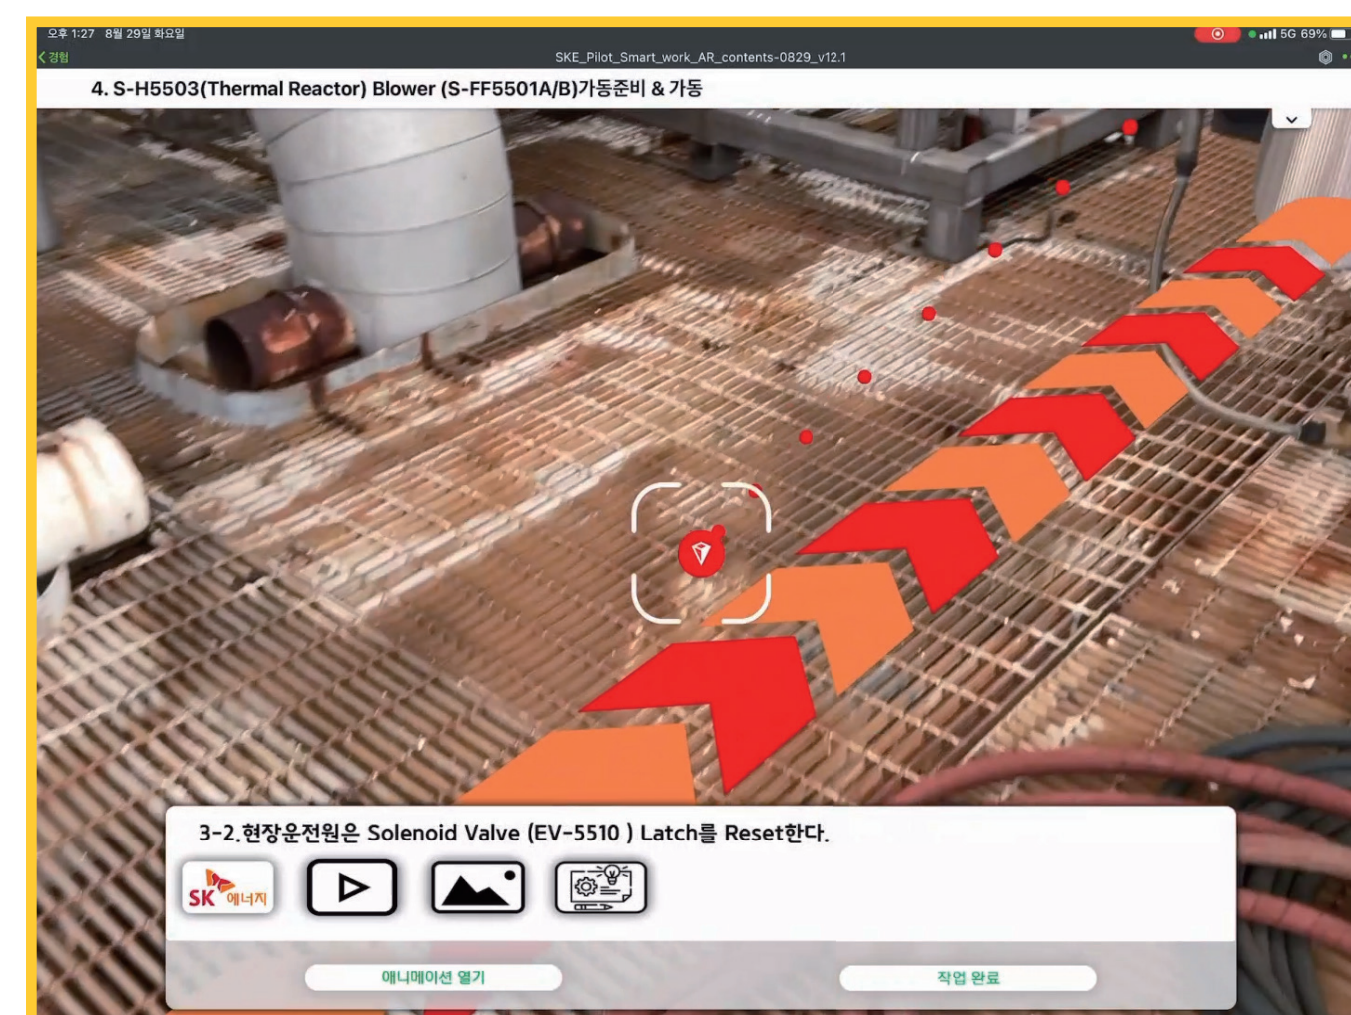 오후 1:27 8월 29일 화요일
5G 69%
경험
SKE_Pilot_Smart_work_AR_contents-0829_v12.1
4. S-H5503(Thermal Reactor) Blower (S-FF5501A/B)가동준비 & 가동
3-2.현장운전원은 Solenoid Valve (EV-5510 ) Latch를 Reset한다.
SK 에너지
애니메이션 열기
작업 완료